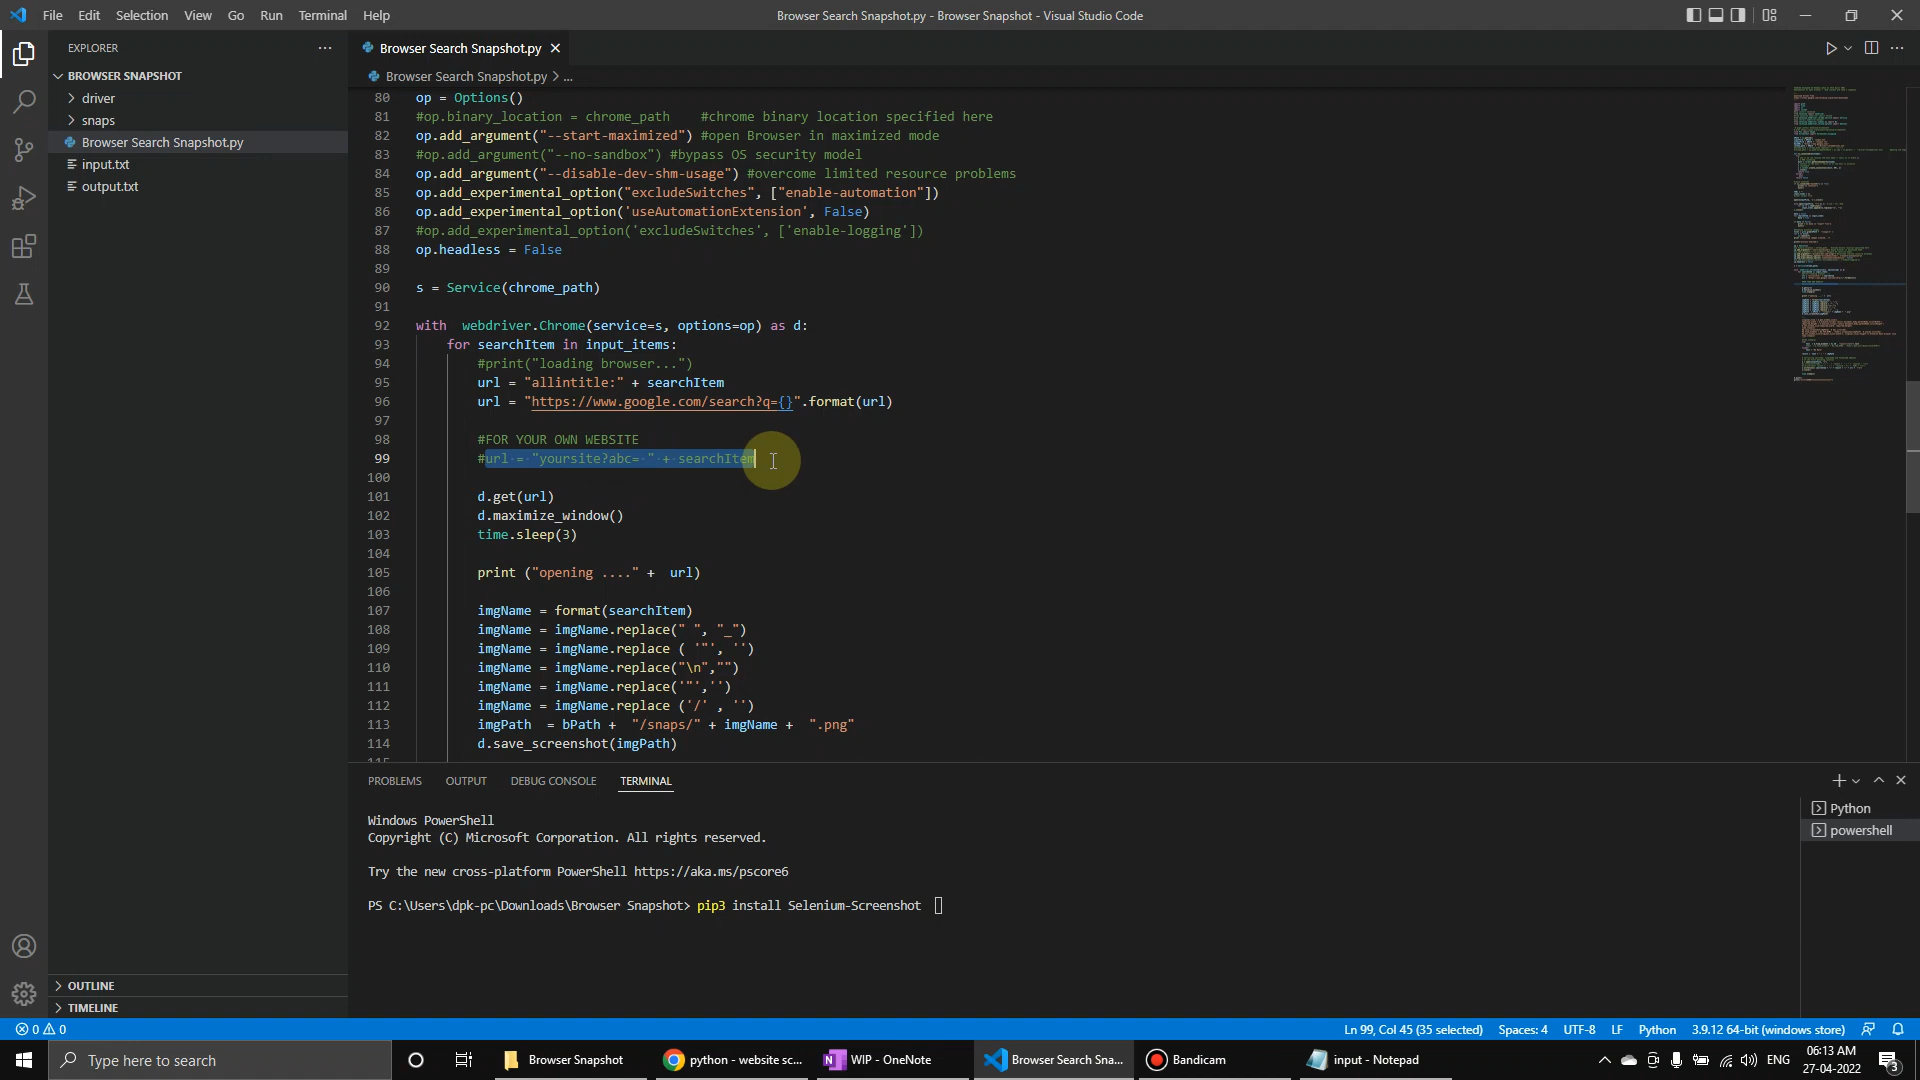 File Edit Selection View Go Run Terminal Help
Browser Search Snapshot.py - Browser Snapshot - Visual Studio Code
EXPLORER
BROWSER SNAPSHOT
driver
snaps
Browser Search Snapshot.py
input.txt
output.txt
OUTLINE
TIMELINE
Browser Search Snapshot.py
Browser Search Snapshot.py > ...
80 op = Options()
81 #op.binary_location = chrome_path    #chrome binary location specified here
82 op.add_argument("--start-maximized") #open Browser in maximized mode
83 #op.add_argument("--no-sandbox") #bypass OS security model
84 op.add_argument("--disable-dev-shm-usage") #overcome limited resource problems
85 op.add_experimental_option("excludeSwitches", ["enable-automation"])
86 op.add_experimental_option('useAutomationExtension', False)
87 #op.add_experimental_option('excludeSwitches', ['enable-logging'])
88 op.headless = False
89
90 s = Service(chrome_path)
91
92 with  webdriver.Chrome(service=s, options=op) as d:
93     for searchItem in input_items:
94         #print("loading browser...")
95         url = "allintitle:" + searchItem
96         url = "https://www.google.com/search?q={}".format(url)
97
98         #FOR YOUR OWN WEBSITE
99         #url = "yoursite?abc= " + searchItem
100
101         d.get(url)
102         d.maximize_window()
103         time.sleep(3)
104
105         print ("opening ...." +  url)
106
107         imgName = format(searchItem)
108         imgName = imgName.replace(" ", "_")
109         imgName = imgName.replace ( '"', '')
110         imgName = imgName.replace("\n","")
111         imgName = imgName.replace('"','')
112         imgName = imgName.replace ('/' , '')
113         imgPath  = bPath +  "/snaps/" + imgName +  ".png"
114         d.save_screenshot(imgPath)
PROBLEMS OUTPUT DEBUG CONSOLE TERMINAL
Windows PowerShell
Copyright (C) Microsoft Corporation. All rights reserved.
Try the new cross-platform PowerShell https://aka.ms/pscore6
PS C:\Users\dpk-pc\Downloads\Browser Snapshot> pip3 install Selenium-Screenshot
Python
powershell
0 0
Ln 99, Col 45 (35 selected) Spaces: 4 UTF-8 LF Python 3.9.12 64-bit (windows store)
Type here to search
Browser Snapshot
python - website sc...
WIP - OneNote
Browser Search Sna...
Bandicam
input - Notepad
ENG
06:13 AM
27-04-2022
3